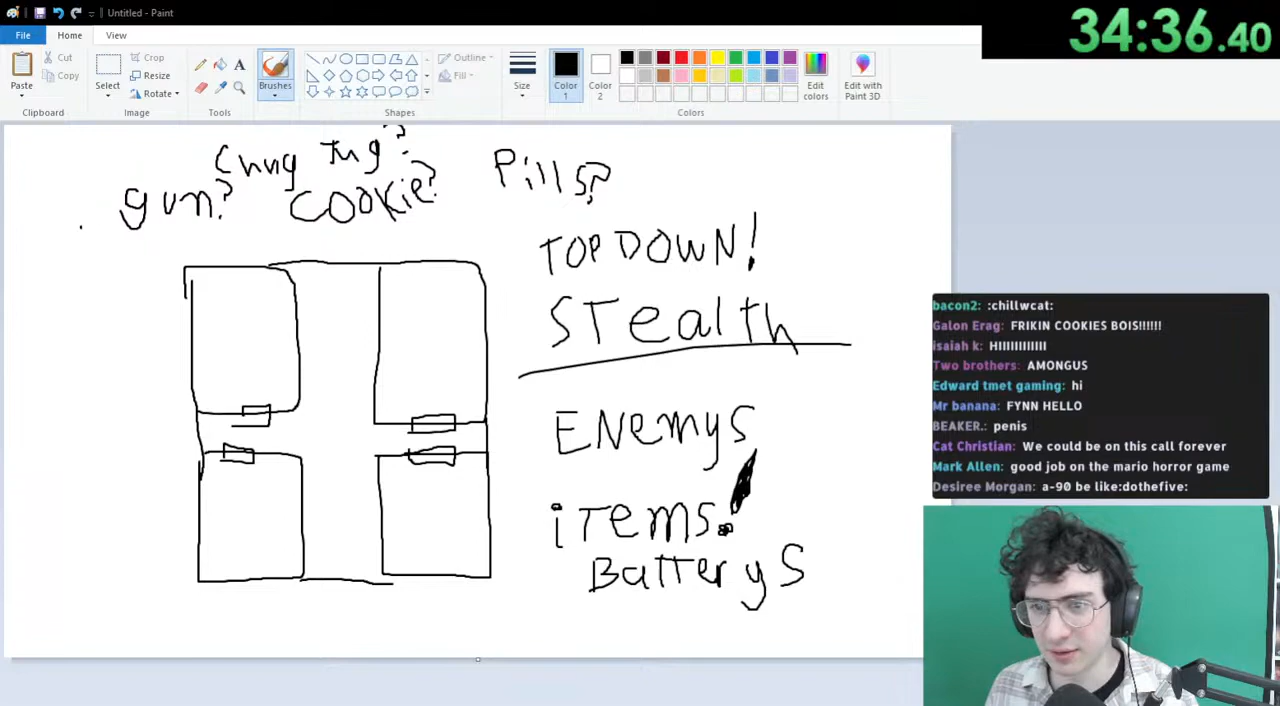 Untitled - Paint
34:36.40
File Home View
Paste
Cut
Copy
Clipboard
Select
Crop
Resize
Rotate
Image
A
Tools
Brushes
Outline
Fill
Shapes
Size
Color 1
Color 2
Edit colors
Colors
Edit with Paint 3D
gun?
COOKIE?
Pills?
TOP DOWN!
STealTh
ENemyS
iTems!
BaTTeryS
bacon2: :chillwcat:
Galon Erag: FRIKIN COOKIES BOIS!!!!!!
isaiah k: HIIIIIIIIIIII
Two brothers: AMONGUS
Edward tmet gaming: hi
Mr banana: FYNN HELLO
BEAKER.: penis
Cat Christian: We could be on this call forever
Mark Allen: good job on the mario horror game
Desiree Morgan: a-90 be like:dothefive: